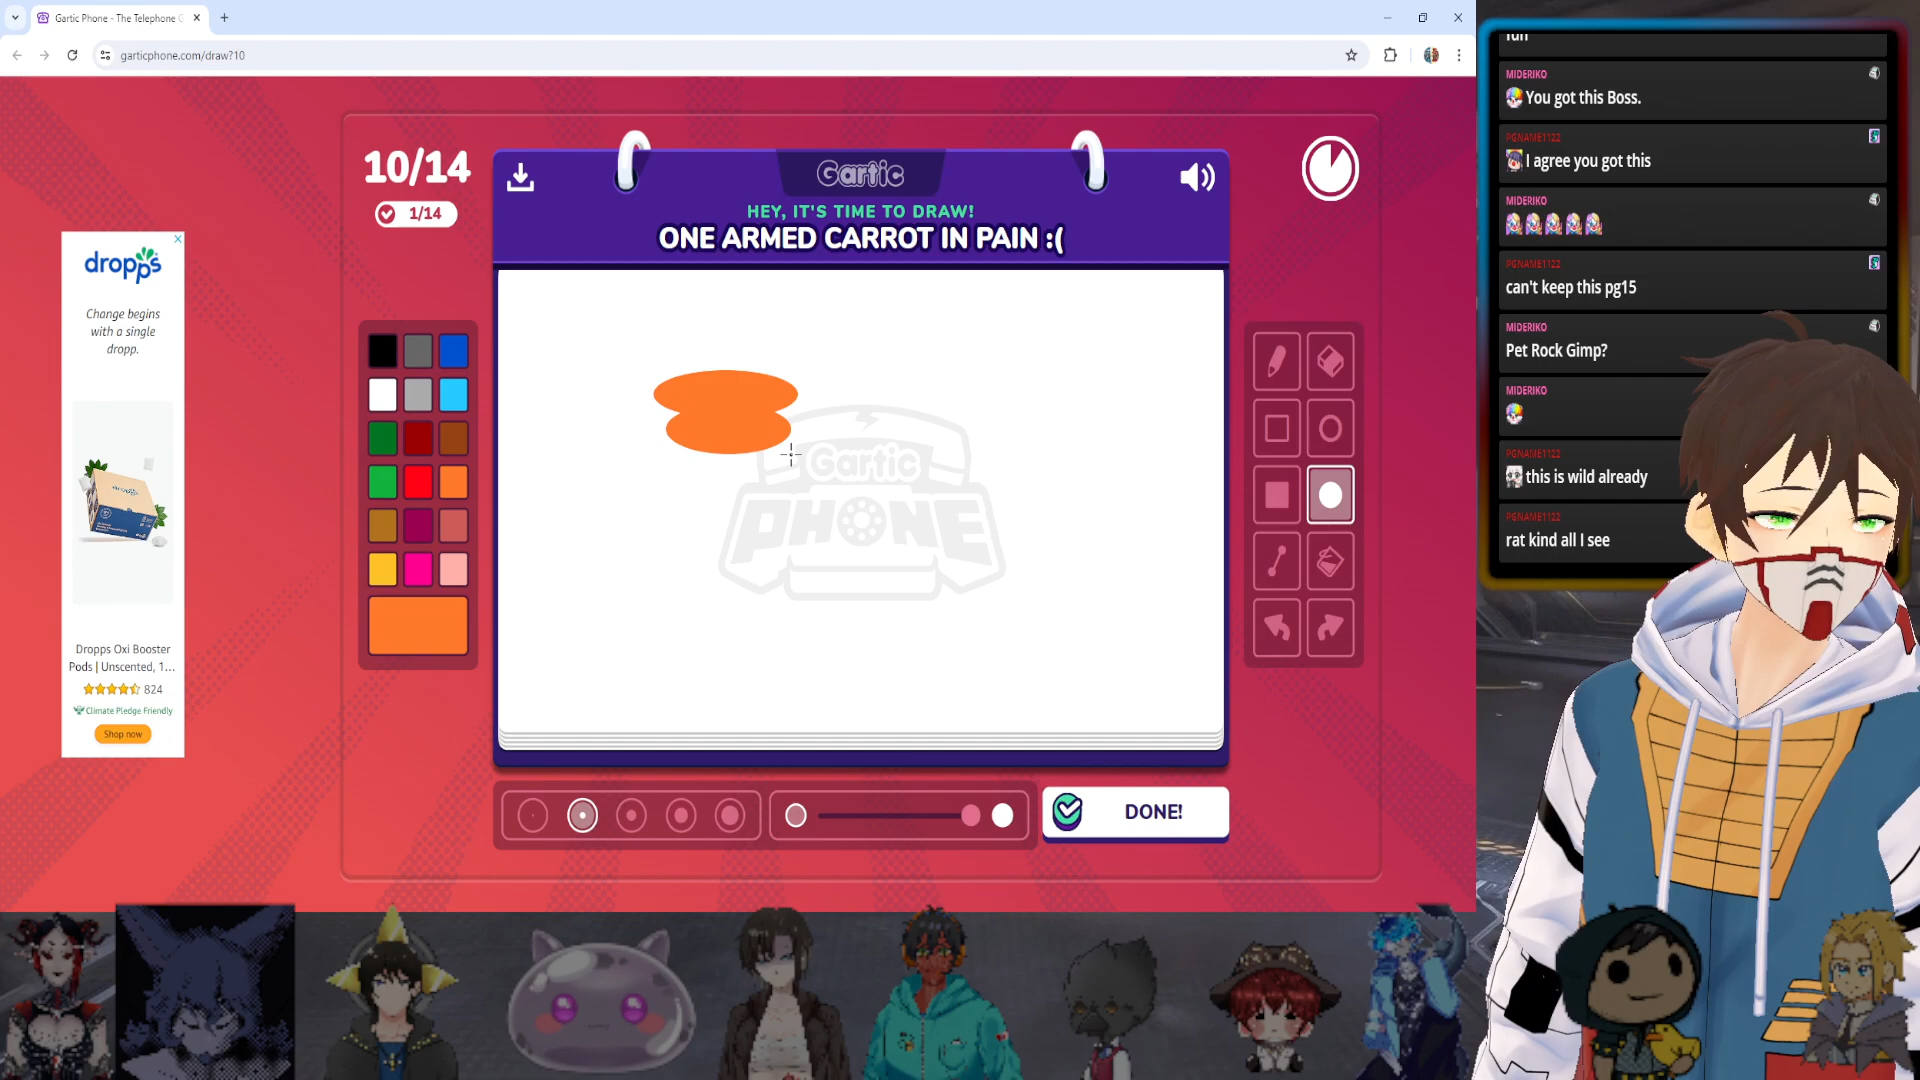 Gartic Phone - The Telephone G
garticphone.com/draw?10
10/14
1/14
Gartic
HEY, IT'S TIME TO DRAW!
ONE ARMED CARROT IN PAIN :(
Gartic
PHONE
dropps
Change begins
with a single
dropp.
Dropps Oxi Booster
Pods | Unscented, 1...
824
Climate Pledge Friendly
Shop now
DONE!
fun
MIDERIKO
You got this Boss.
PGNAME1122
I agree you got this
MIDERIKO
PGNAME1122
can't keep this pg15
MIDERIKO
Pet Rock Gimp?
MIDERIKO
PGNAME1122
this is wild already
PGNAME1122
rat kind all I see